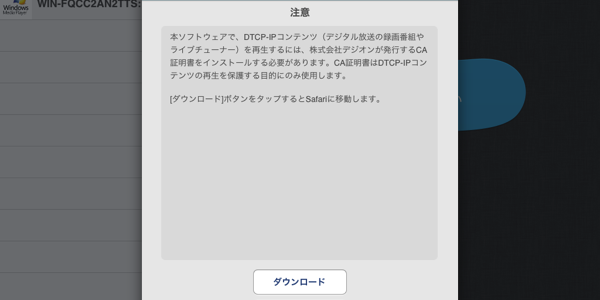 Windows
Media Player
WIN-FQCC2AN2TTS:
注意
本ソフトウェアで、DTCP-IPコンテンツ（デジタル放送の録画番組や
ライブチューナー）を再生するには、株式会社デジオンが発行するCA
証明書をインストールする必要があります。CA証明書はDTCP-IPコン
テンツの再生を保護する目的にのみ使用します。
[ダウンロード]ボタンをタップするとSafariに移動します。
ダウンロード